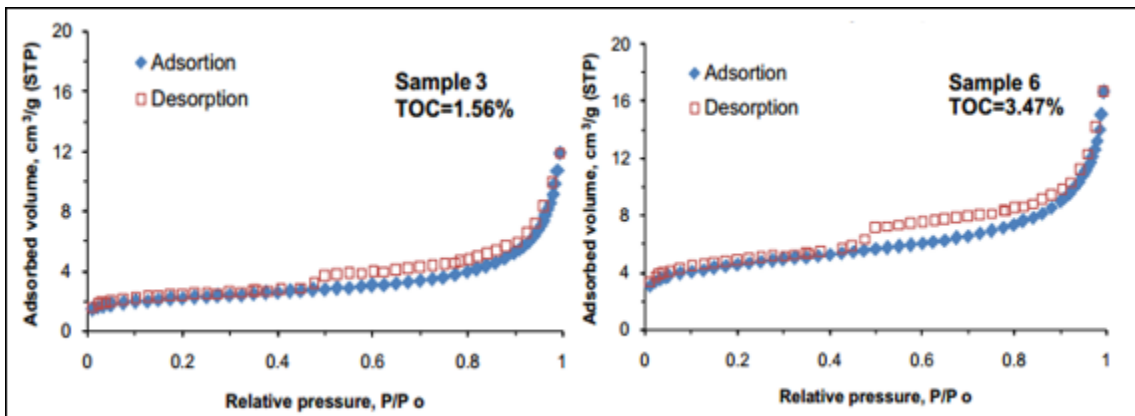 Adsorbed volume, cm³/g (STP)
20
16
12
8
4
0
Adsortion
Desorption
Sample 3
TOC=1.56%
0
0.2
0.4
0.6
0.8
1
Relative pressure, P/P o
Adsorbed volume, cm³/g (STP)
20
16
12
8
4
0
Adsortion
Desorption
Sample 6
TOC=3.47%
0
0.2
0.4
0.6
0.8
1
Relative pressure, P/P o